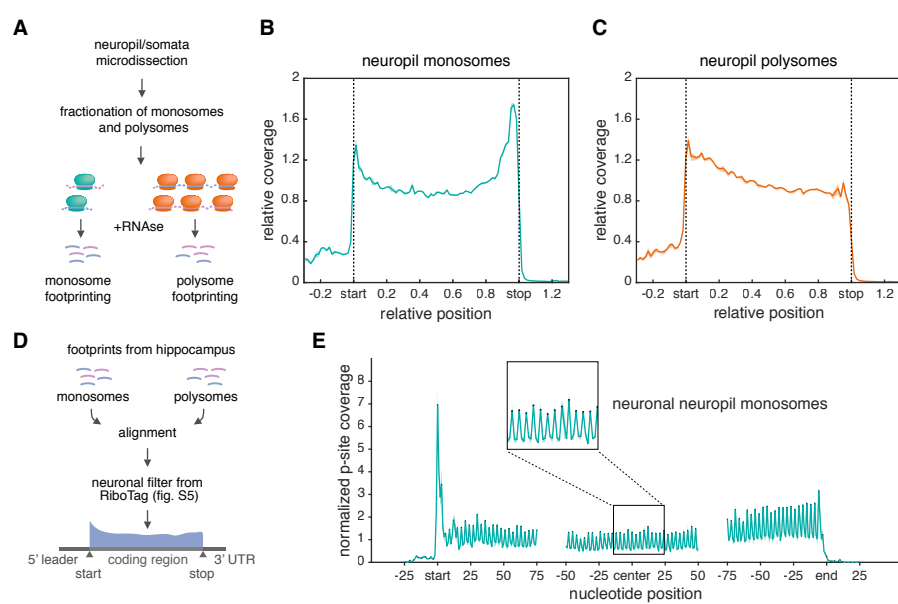 A
neuropil/somata
microdissection
fractionation of monosomes
and polysomes
+RNAse
monosome
footprinting
polysome
footprinting
B
neuropil monosomes
relative coverage
2
1.6
1.2
0.8
0.4
0
-0.2 start 0.2 0.4 0.6 0.8 stop 1.2
relative position
C
neuropil polysomes
relative coverage
2
1.6
1.2
0.8
0.4
0
-0.2 start 0.2 0.4 0.6 0.8 stop 1.2
relative position
D
footprints from hippocampus
monosomes polysomes
alignment
neuronal filter from
RiboTag (fig. S5)
5' leader coding region 3' UTR
start stop
E
neuronal neuropil monosomes
normalized p-site coverage
8
7
6
5
4
3
2
1
0
-25 start 25 50 75 -50 -25 center 25 50 -75 -50 -25 end 25
nucleotide position